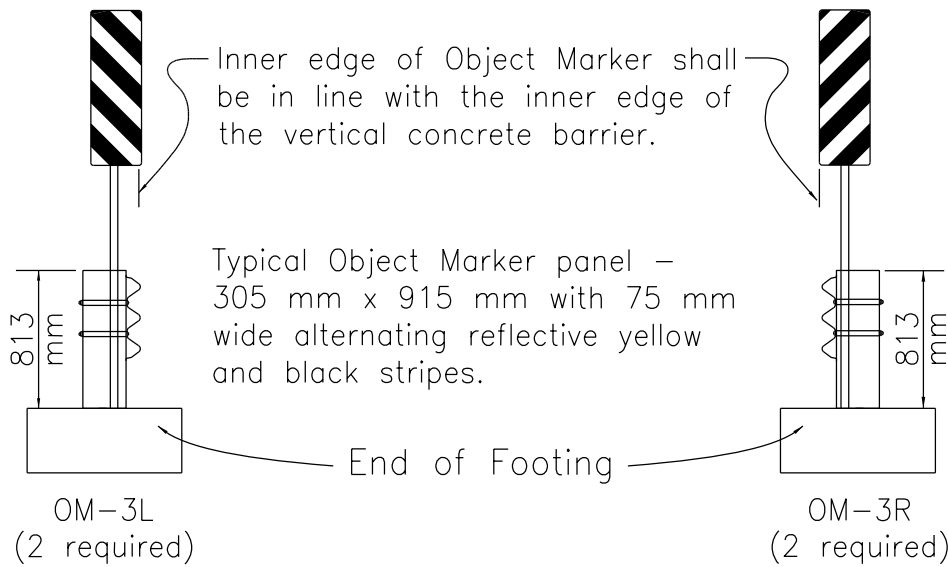 Inner edge of Object Marker shall
be in line with the inner edge of
the vertical concrete barrier.
Typical Object Marker panel –
305 mm x 915 mm with 75 mm
wide alternating reflective yellow
and black stripes.
813
mm
813
mm
End of Footing
OM–3L
(2 required)
OM–3R
(2 required)